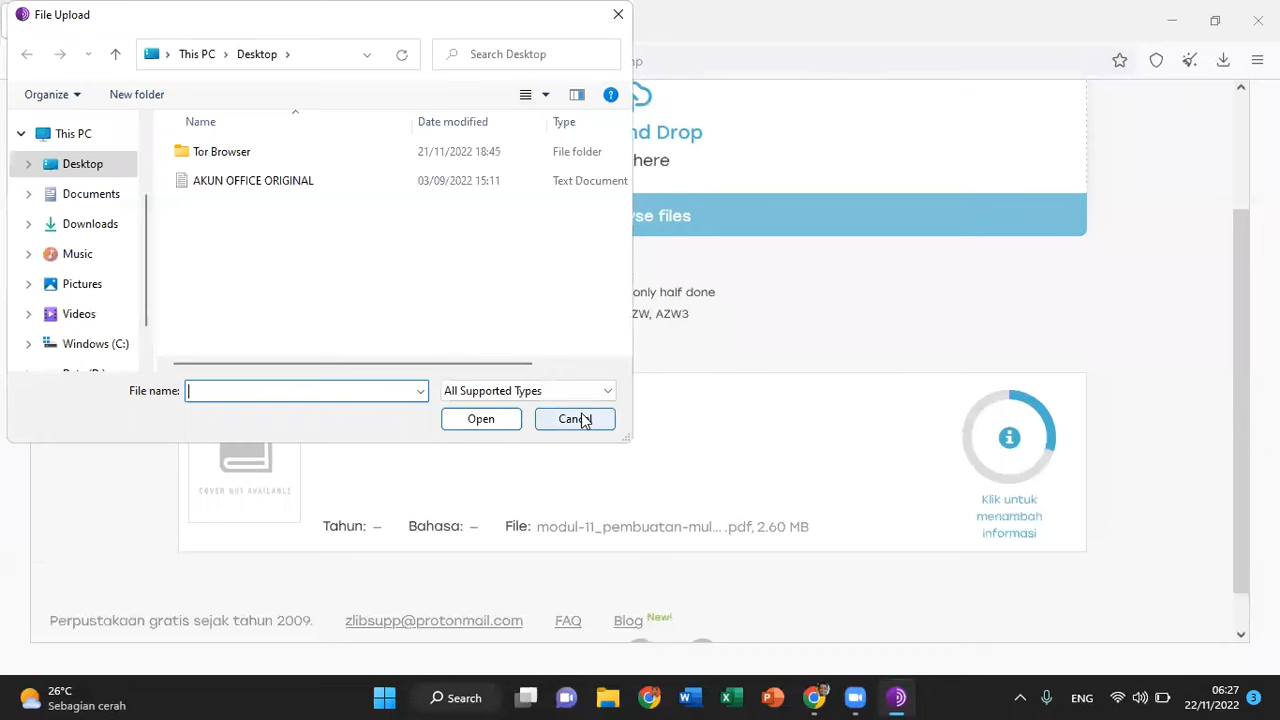 File Upload
This PC
Desktop
Search Desktop
Organize
New folder
Name
Date modified
Type
This PC
Desktop
Documents
Downloads
Music
Pictures
Videos
Windows (C:)
Tor Browser
21/11/2022 18:45
File folder
AKUN OFFICE ORIGINAL
03/09/2022 15:11
Text Document
File name:
All Supported Types
Open
Cancel
nd Drop
here
wse files
only half done
ZW, AZW3
COVER NOT AVAILABLE
Tahun: –
Bahasa: –
File: modul-11_pembuatan-mul... .pdf, 2.60 MB
Klik untuk
menambah
informasi
Perpustakaan gratis sejak tahun 2009.
zlibsupp@protonmail.com
FAQ
Blog New!
26°C
Sebagian cerah
Search
ENG
06:27
22/11/2022
3